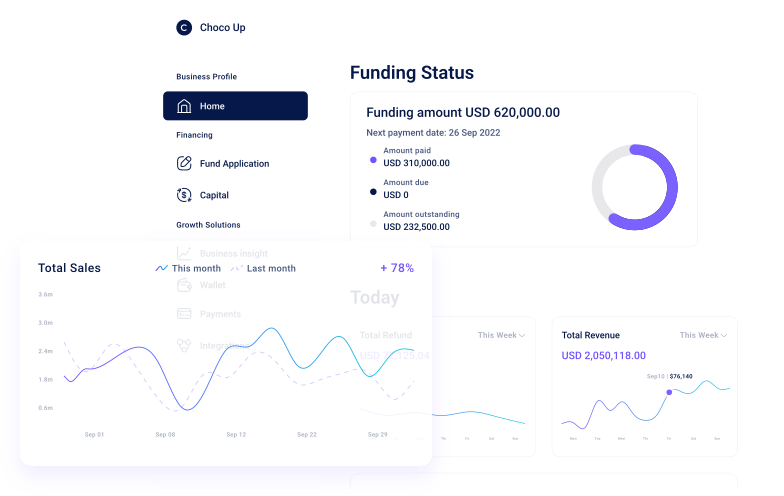 C
Choco Up
Business Profile
Home
Financing
Fund Application
Capital
Growth Solutions
Business insight
Wallet
Payments
Funding Status
Funding amount USD 620,000.00
Next payment date: 26 Sep 2022
Amount paid
USD 310,000.00
Amount due
USD 0
Amount outstanding
USD 232,500.00
Total Sales
This month
Last month
+ 78%
3.6m
3.0m
2.4m
1.8m
0.6m
Sep 01
Sep 08
Sep 12
Sep 22
Sep 29
Today
Total Refund
This Week
Total Revenue
This Week
USD 2,050,118.00
Sep10 | $76,140